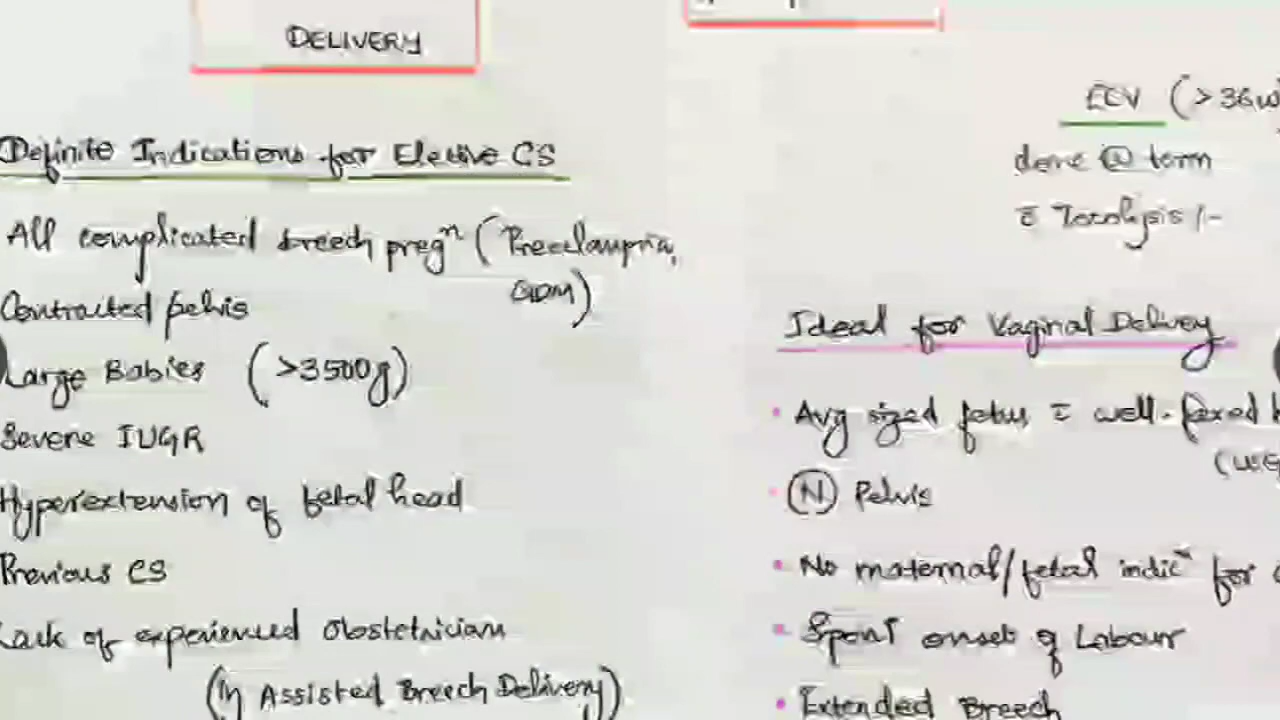 DELIVERY
Definite Indications for Elective CS
All complicated breech pregⁿ (Preeclampsia,
GDM)
Contracted pelvis
Large Babies (>3500g)
Severe IUGR
Hyperextension of fetal head
Previous CS
Lack of experienced Obstetrician
(in Assisted Breech Delivery)
ECV (>36w
done @ term
c̄ Tocolysis /-
Ideal for Vaginal Delivery
• Avg sized fetus c̄ well-flexed
• (N) Pelvis
• No maternal/fetal indicⁿ for
• Spont onset of Labour
• Extended Breech